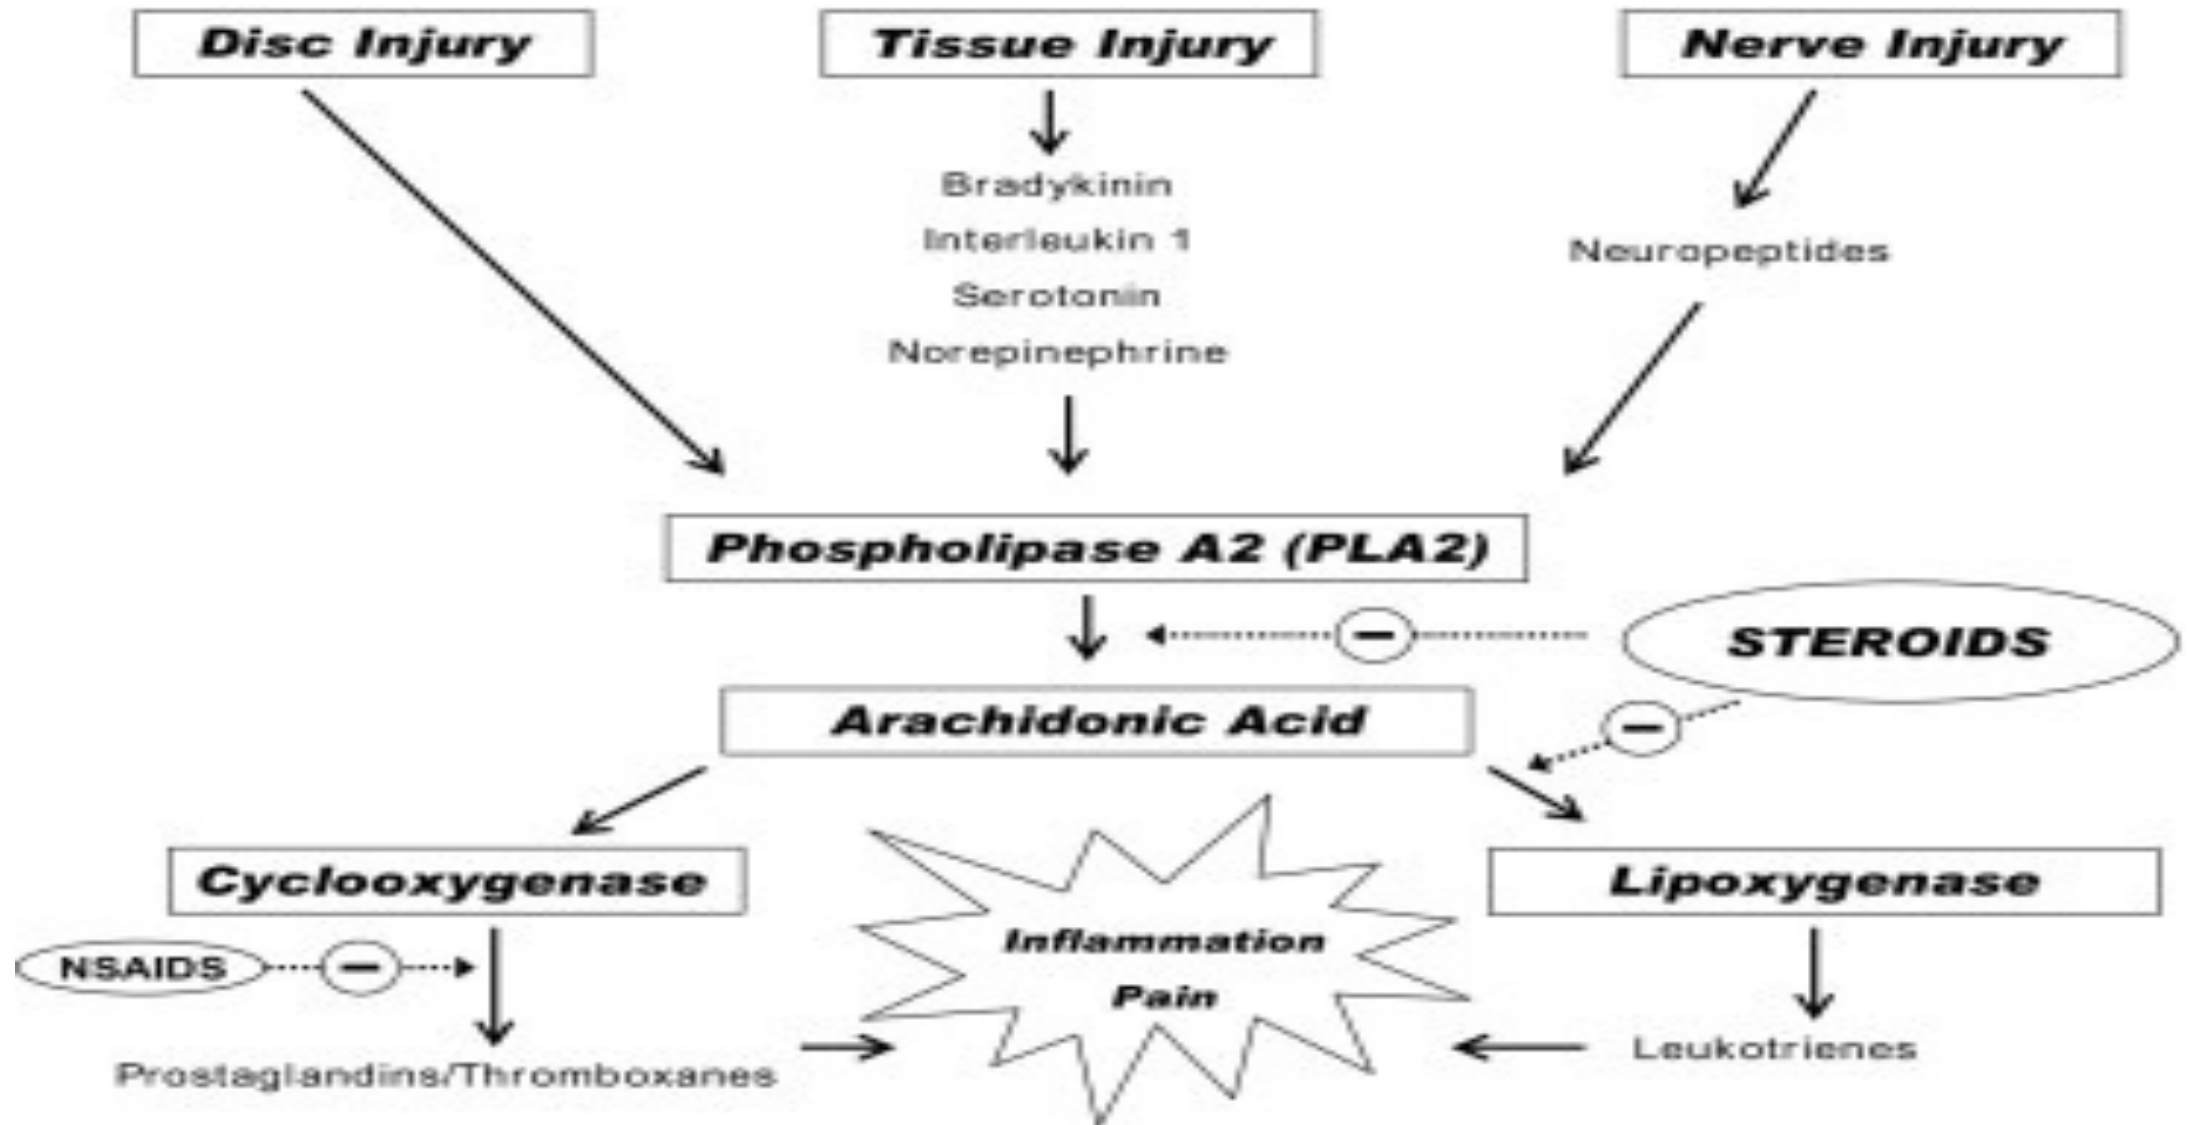 Disc Injury
Tissue Injury
Nerve Injury
Bradykinin
Interleukin 1
Serotonin
Norepinephrine
Neuropeptides
Phospholipase A2 (PLA2)
STEROIDS
Arachidonic Acid
Cyclooxygenase
Lipoxygenase
Inflammation
Pain
NSAIDS
Prostaglandins/Thromboxanes
Leukotrienes